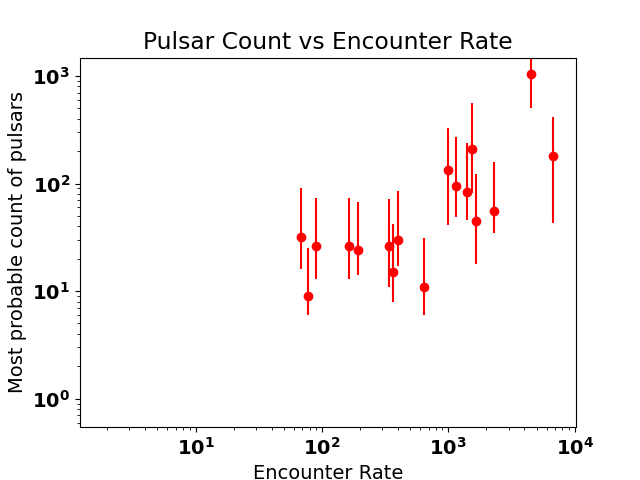 Pulsar Count vs Encounter Rate
Most probable count of pulsars
10³
10²
10¹
10⁰
10¹ 10² 10³ 10⁴
Encounter Rate